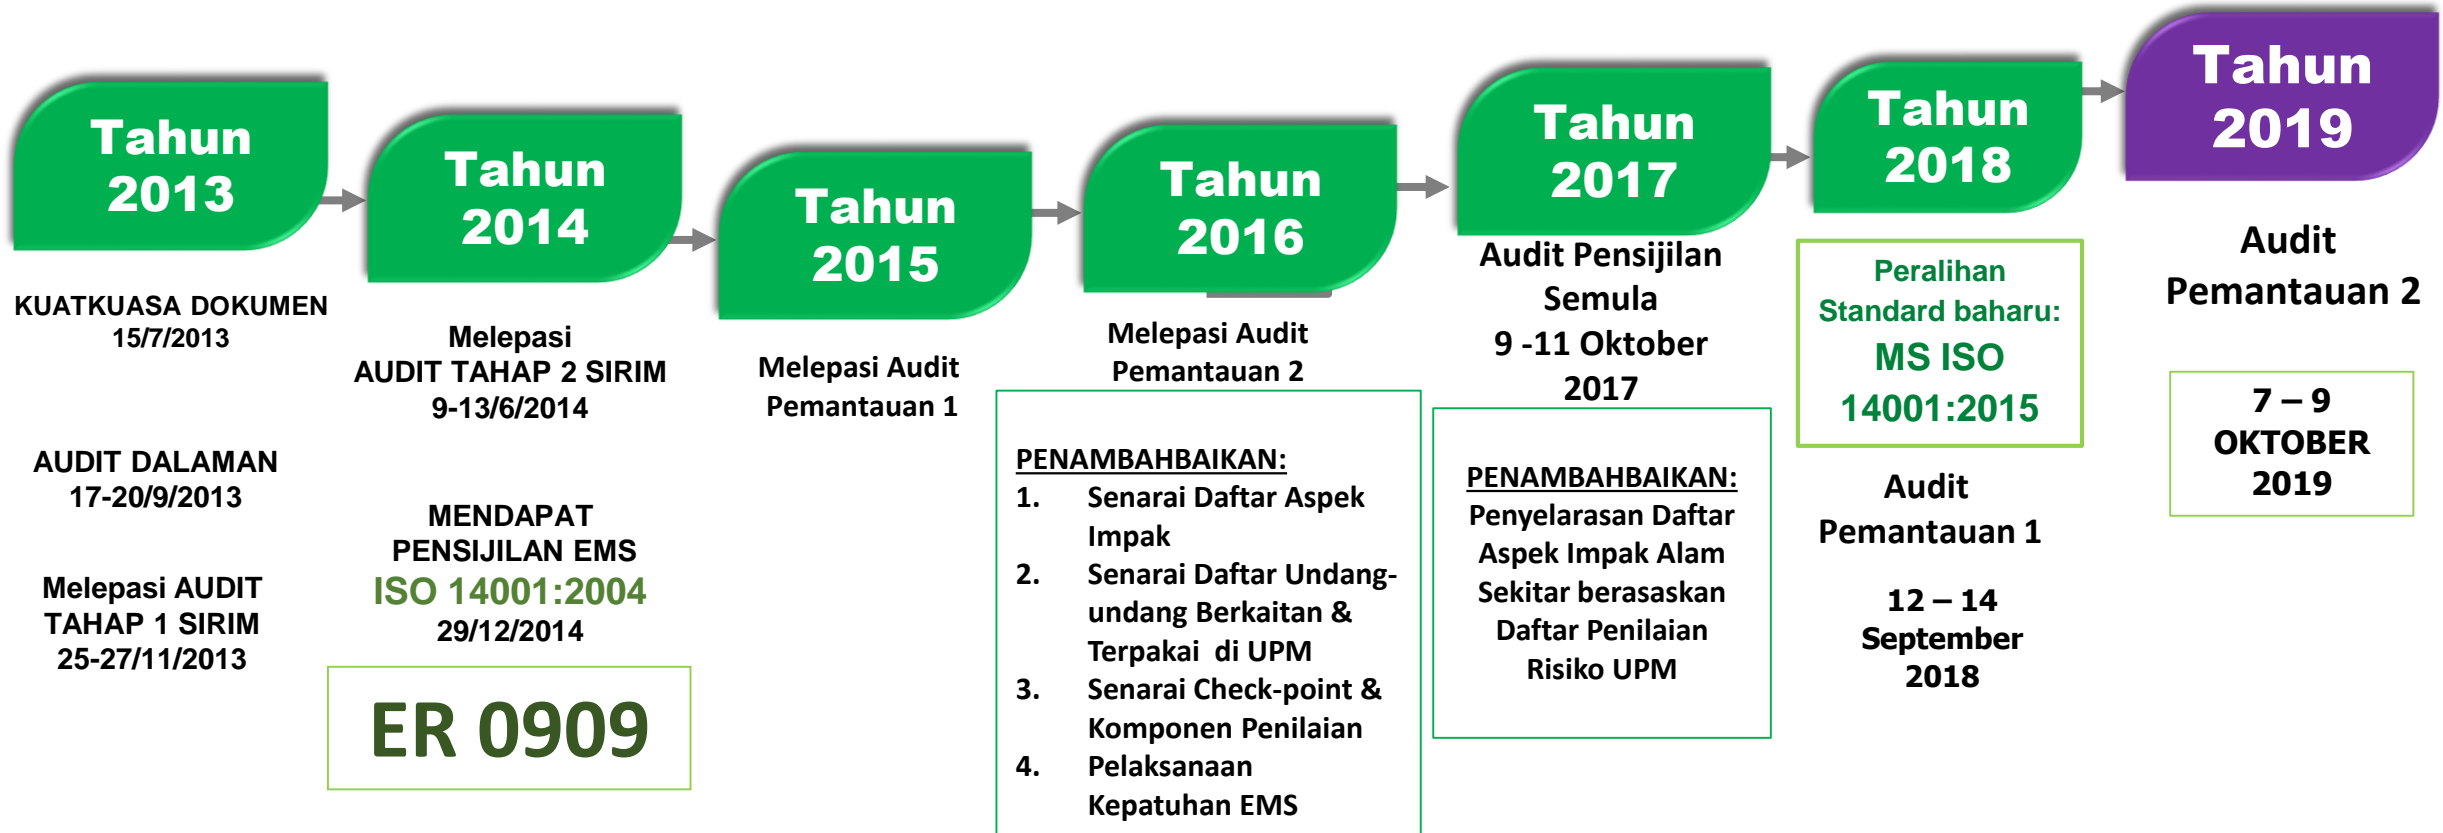 Tahun
2013
KUATKUASA DOKUMEN
15/7/2013
AUDIT DALAMAN
17-20/9/2013
Melepasi AUDIT
TAHAP 1 SIRIM
25-27/11/2013
Tahun
2014
Melepasi
AUDIT TAHAP 2 SIRIM
9-13/6/2014
MENDAPAT
PENSIJILAN EMS
ISO 14001:2004
29/12/2014
ER 0909
Tahun
2015
Melepasi Audit
Pemantauan 1
Tahun
2016
Melepasi Audit
Pemantauan 2
PENAMBAHBAIKAN:
1. Senarai Daftar Aspek
Impak
2. Senarai Daftar Undang-
undang Berkaitan &
Terpakai di UPM
3. Senarai Check-point &
Komponen Penilaian
4. Pelaksanaan
Kepatuhan EMS
Tahun
2017
Audit Pensijilan
Semula
9 -11 Oktober
2017
PENAMBAHBAIKAN:
Penyelarasan Daftar
Aspek Impak Alam
Sekitar berasaskan
Daftar Penilaian
Risiko UPM
Tahun
2018
Peralihan
Standard baharu:
MS ISO
14001:2015
Audit
Pemantauan 1
12 – 14
September
2018
Tahun
2019
Audit
Pemantauan 2
7 – 9
OKTOBER
2019